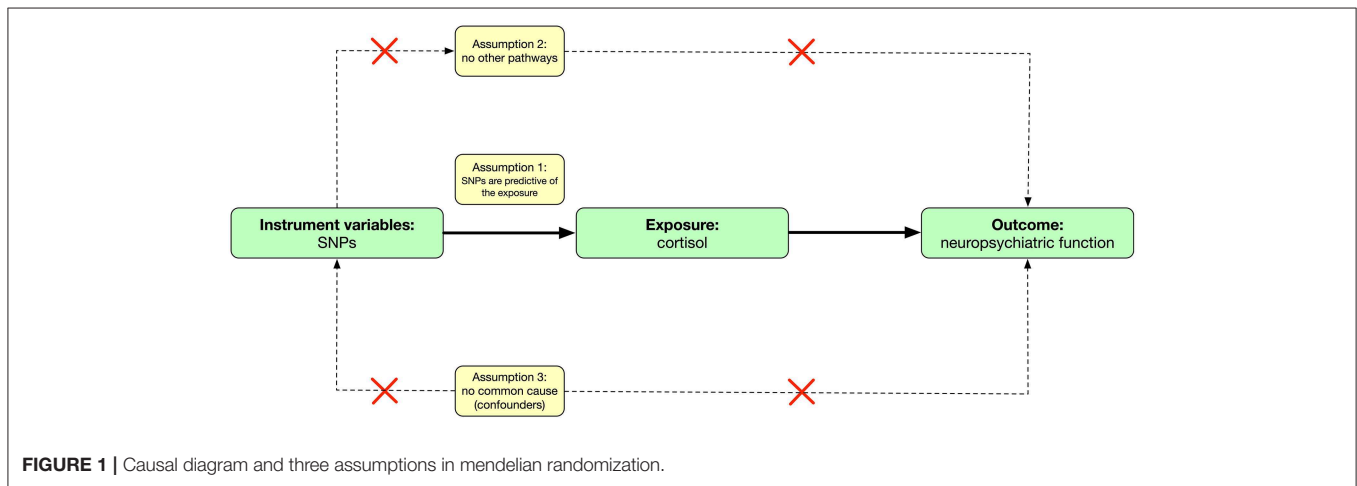 Assumption 2:
no other pathways
Assumption 1:
SNPs are predictive of
the exposure
Instrument variables:
SNPs
Exposure:
cortisol
Outcome:
neuropsychiatric function
Assumption 3:
no common cause
(confounders)
FIGURE 1 | Causal diagram and three assumptions in mendelian randomization.